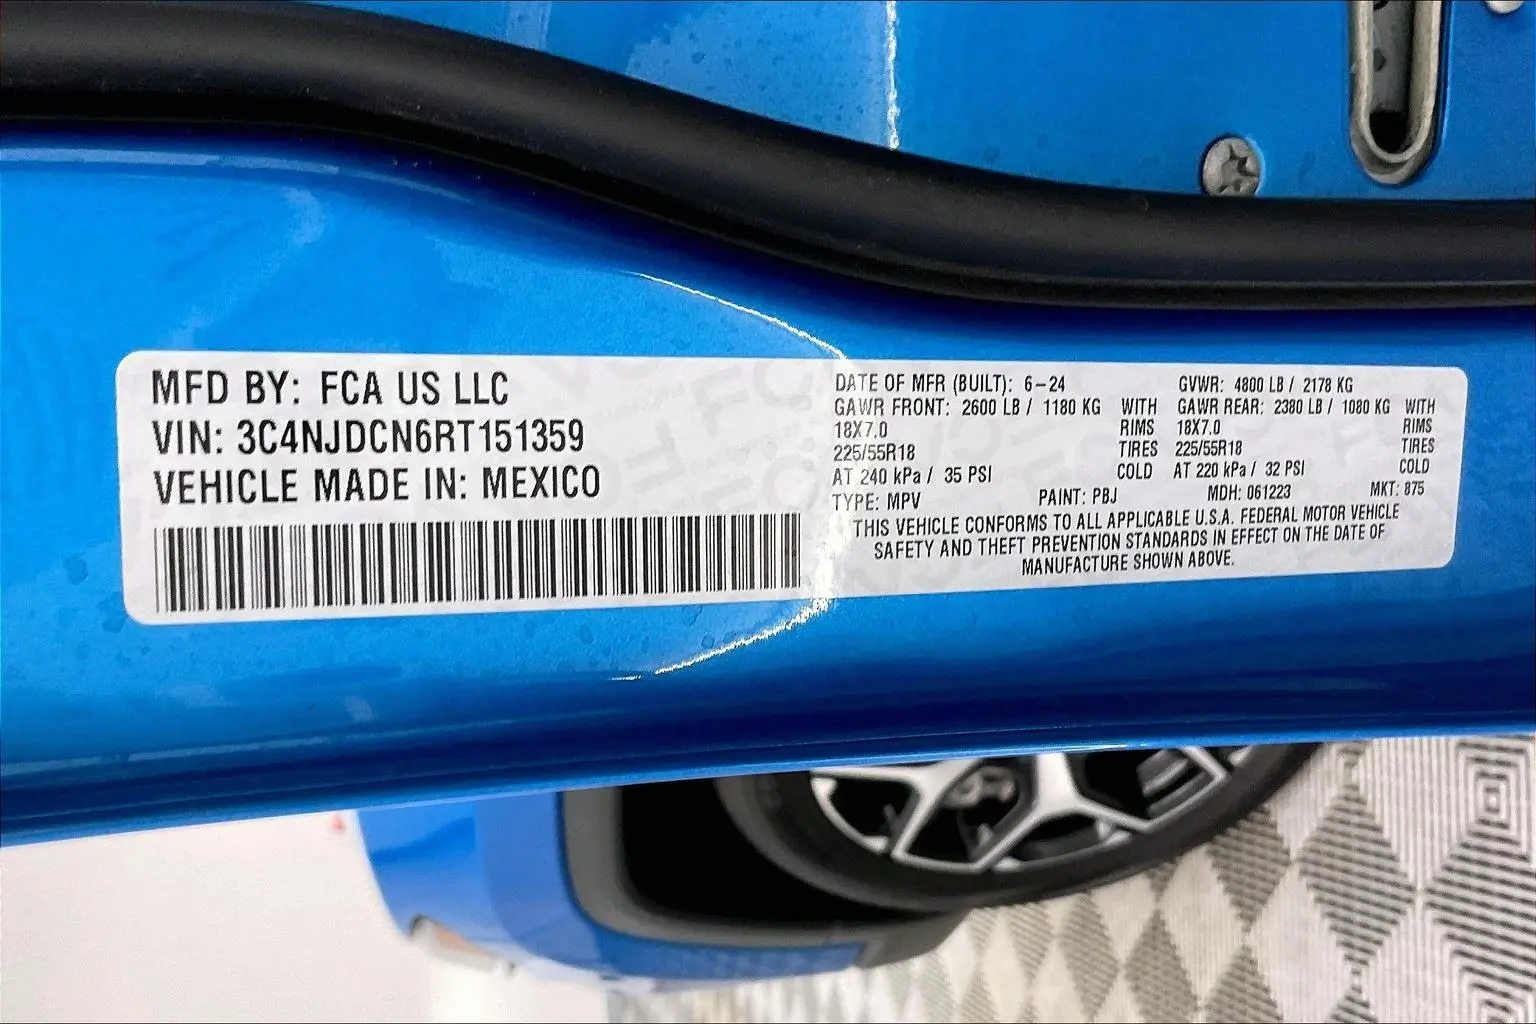 MFD BY: FCA US LLC
VIN: 3C4NJDCN6RT151359
VEHICLE MADE IN: MEXICO
DATE OF MFR (BUILT): 6-24 GVWR: 4800 LB / 2178 KG
GAWR FRONT: 2600 LB / 1180 KG WITH GAWR REAR: 2380 LB / 1080 KG WITH
18X7.0 RIMS 18X7.0 RIMS
225/55R18 TIRES 225/55R18 TIRES
AT 240 kPa / 35 PSI COLD AT 220 kPa / 32 PSI COLD
TYPE: MPV PAINT: PBJ MDH: 061223 MKT: 875
THIS VEHICLE CONFORMS TO ALL APPLICABLE U.S.A. FEDERAL MOTOR VEHICLE
SAFETY AND THEFT PREVENTION STANDARDS IN EFFECT ON THE DATE OF
MANUFACTURE SHOWN ABOVE.